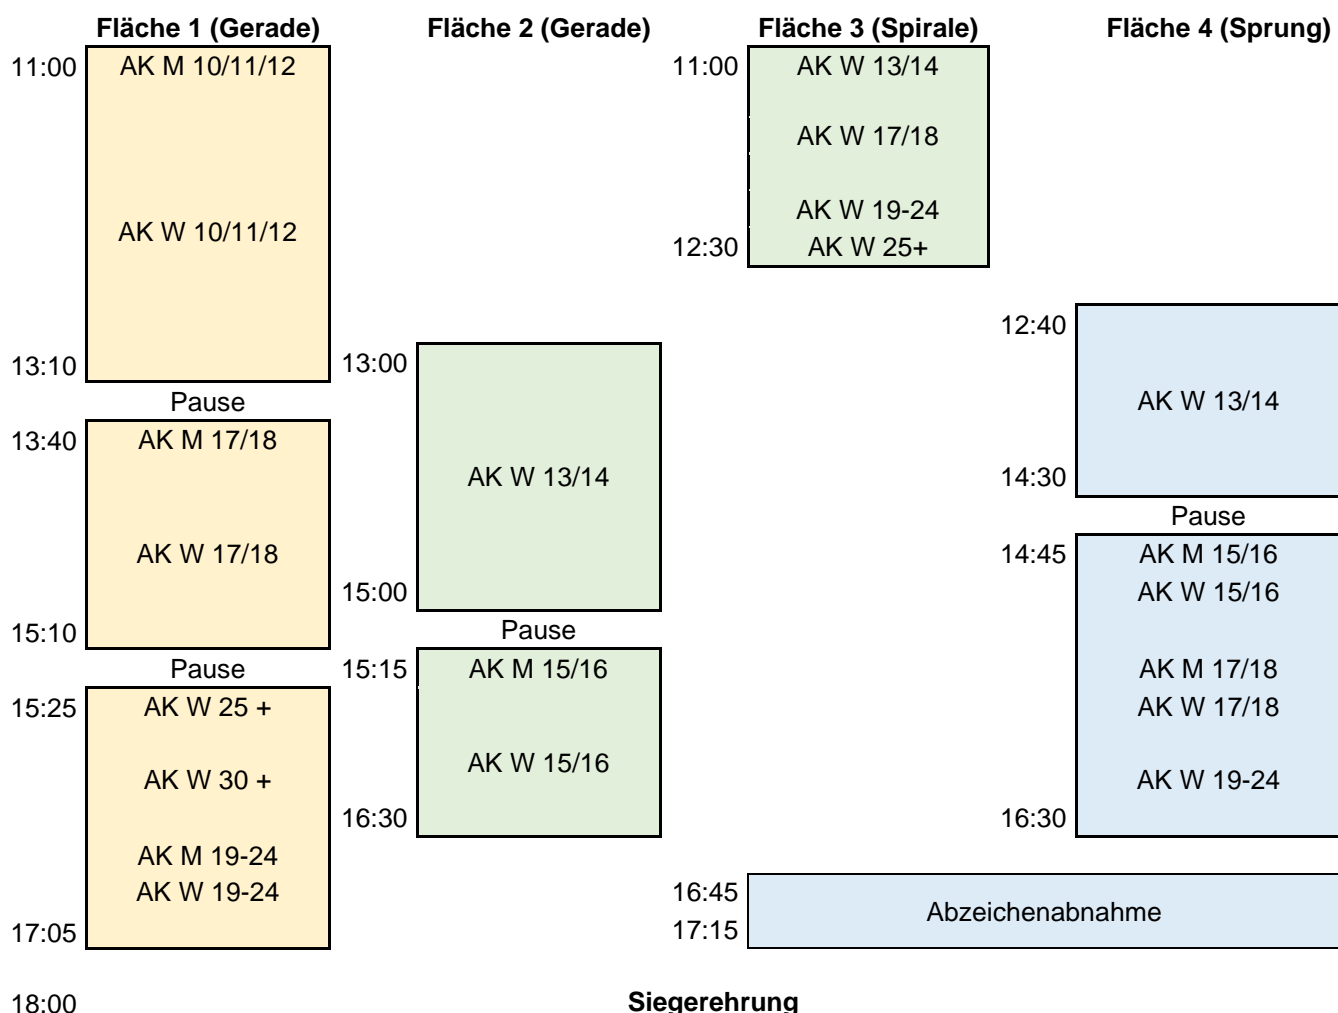 Fläche 1 (Gerade) Fläche 2 (Gerade) Fläche 3 (Spirale) Fläche 4 (Sprung)
11:00 AK M 10/11/12 11:00 AK W 13/14
AK W 17/18
AK W 19-24
AK W 10/11/12
12:30 AK W 25+
12:40
13:10 13:00
Pause AK W 13/14
13:40 AK M 17/18
AK W 13/14 14:30
Pause
AK W 17/18 14:45 AK M 15/16
15:00 AK W 15/16
15:10 Pause
Pause 15:15 AK M 15/16 AK M 17/18
15:25 AK W 25 + AK W 17/18
AK W 15/16
AK W 30 + AK W 19-24
16:30 16:30
AK M 19-24
AK W 19-24 16:45
Abzeichenabnahme
17:05 17:15
18:00 Siegerehrung